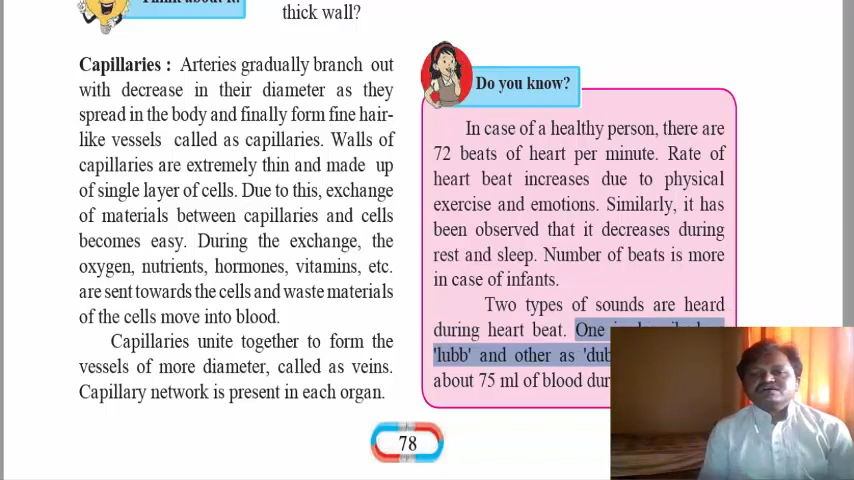 Think about it!
thick wall?
Capillaries : Arteries gradually branch out
with decrease in their diameter as they
spread in the body and finally form fine hair-
like vessels called as capillaries. Walls of
capillaries are extremely thin and made up
of single layer of cells. Due to this, exchange
of materials between capillaries and cells
becomes easy. During the exchange, the
oxygen, nutrients, hormones, vitamins, etc.
are sent towards the cells and waste materials
of the cells move into blood.
Capillaries unite together to form the
vessels of more diameter, called as veins.
Capillary network is present in each organ.
Do you know?
In case of a healthy person, there are
72 beats of heart per minute. Rate of
heart beat increases due to physical
exercise and emotions. Similarly, it has
been observed that it decreases during
rest and sleep. Number of beats is more
in case of infants.
Two types of sounds are heard
during heart beat. One
'lubb' and other as 'dub
about 75 ml of blood dur
78